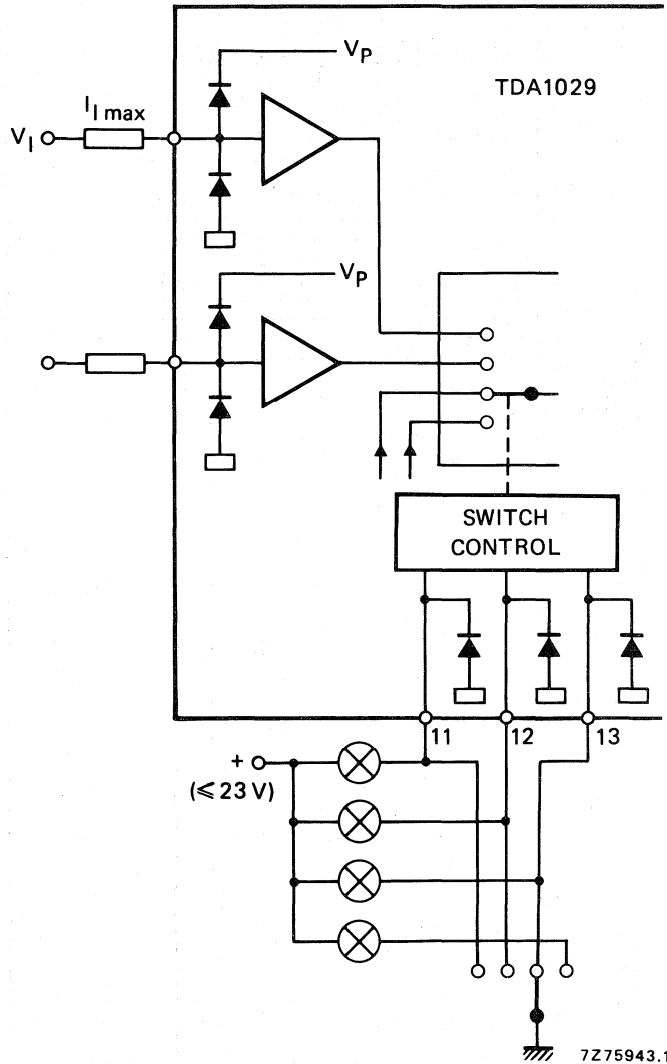 V_P
TDA1029
I_I max
V_I
V_P
SWITCH
CONTROL
11
12
13
+
(≤ 23 V)
7Z75943.1